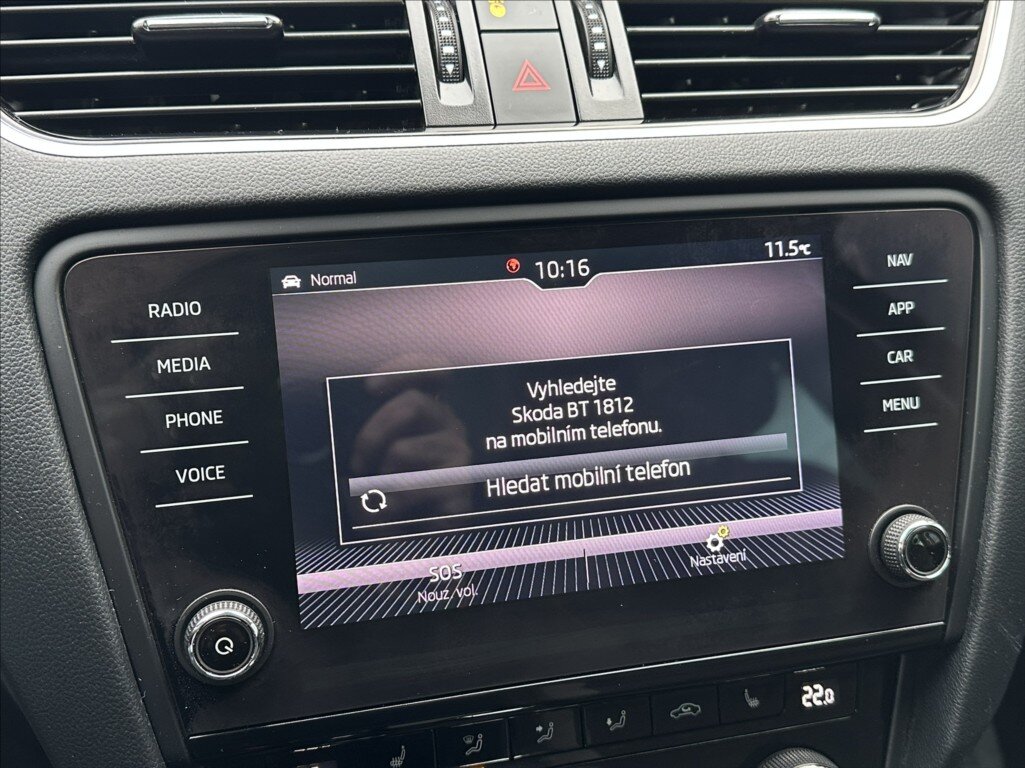 Normal
10:16
11.5°C
RADIO
MEDIA
PHONE
VOICE
NAV
APP
CAR
MENU
Vyhledejte
Skoda BT 1812
na mobilním telefonu.
Hledat mobilní telefon
SOS
Nouz. vol.
Nastavení
22.0